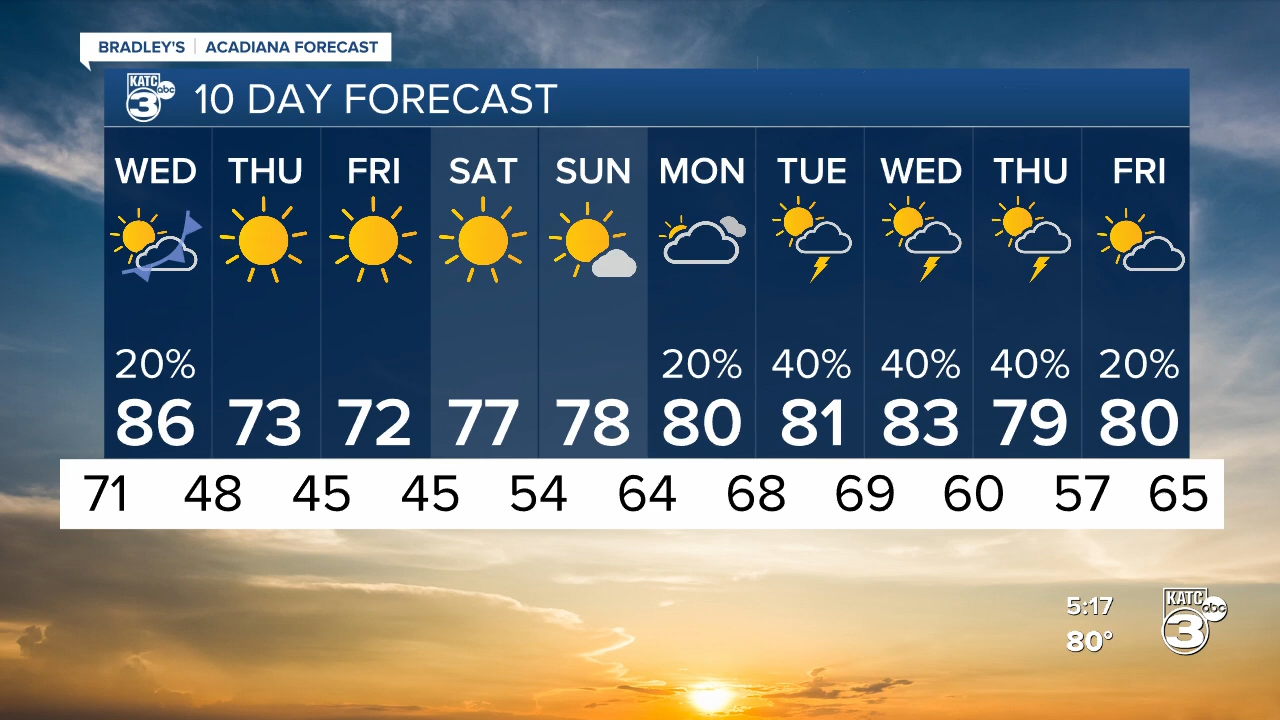 BRADLEY'S | ACADIANA FORECAST
KATC abc 3
10 DAY FORECAST
WED THU FRI SAT SUN MON TUE WED THU FRI
20% 20% 40% 40% 40% 20%
86 73 72 77 78 80 81 83 79 80
71 48 45 45 54 64 68 69 60 57 65
5:17
80°
KATC abc 3